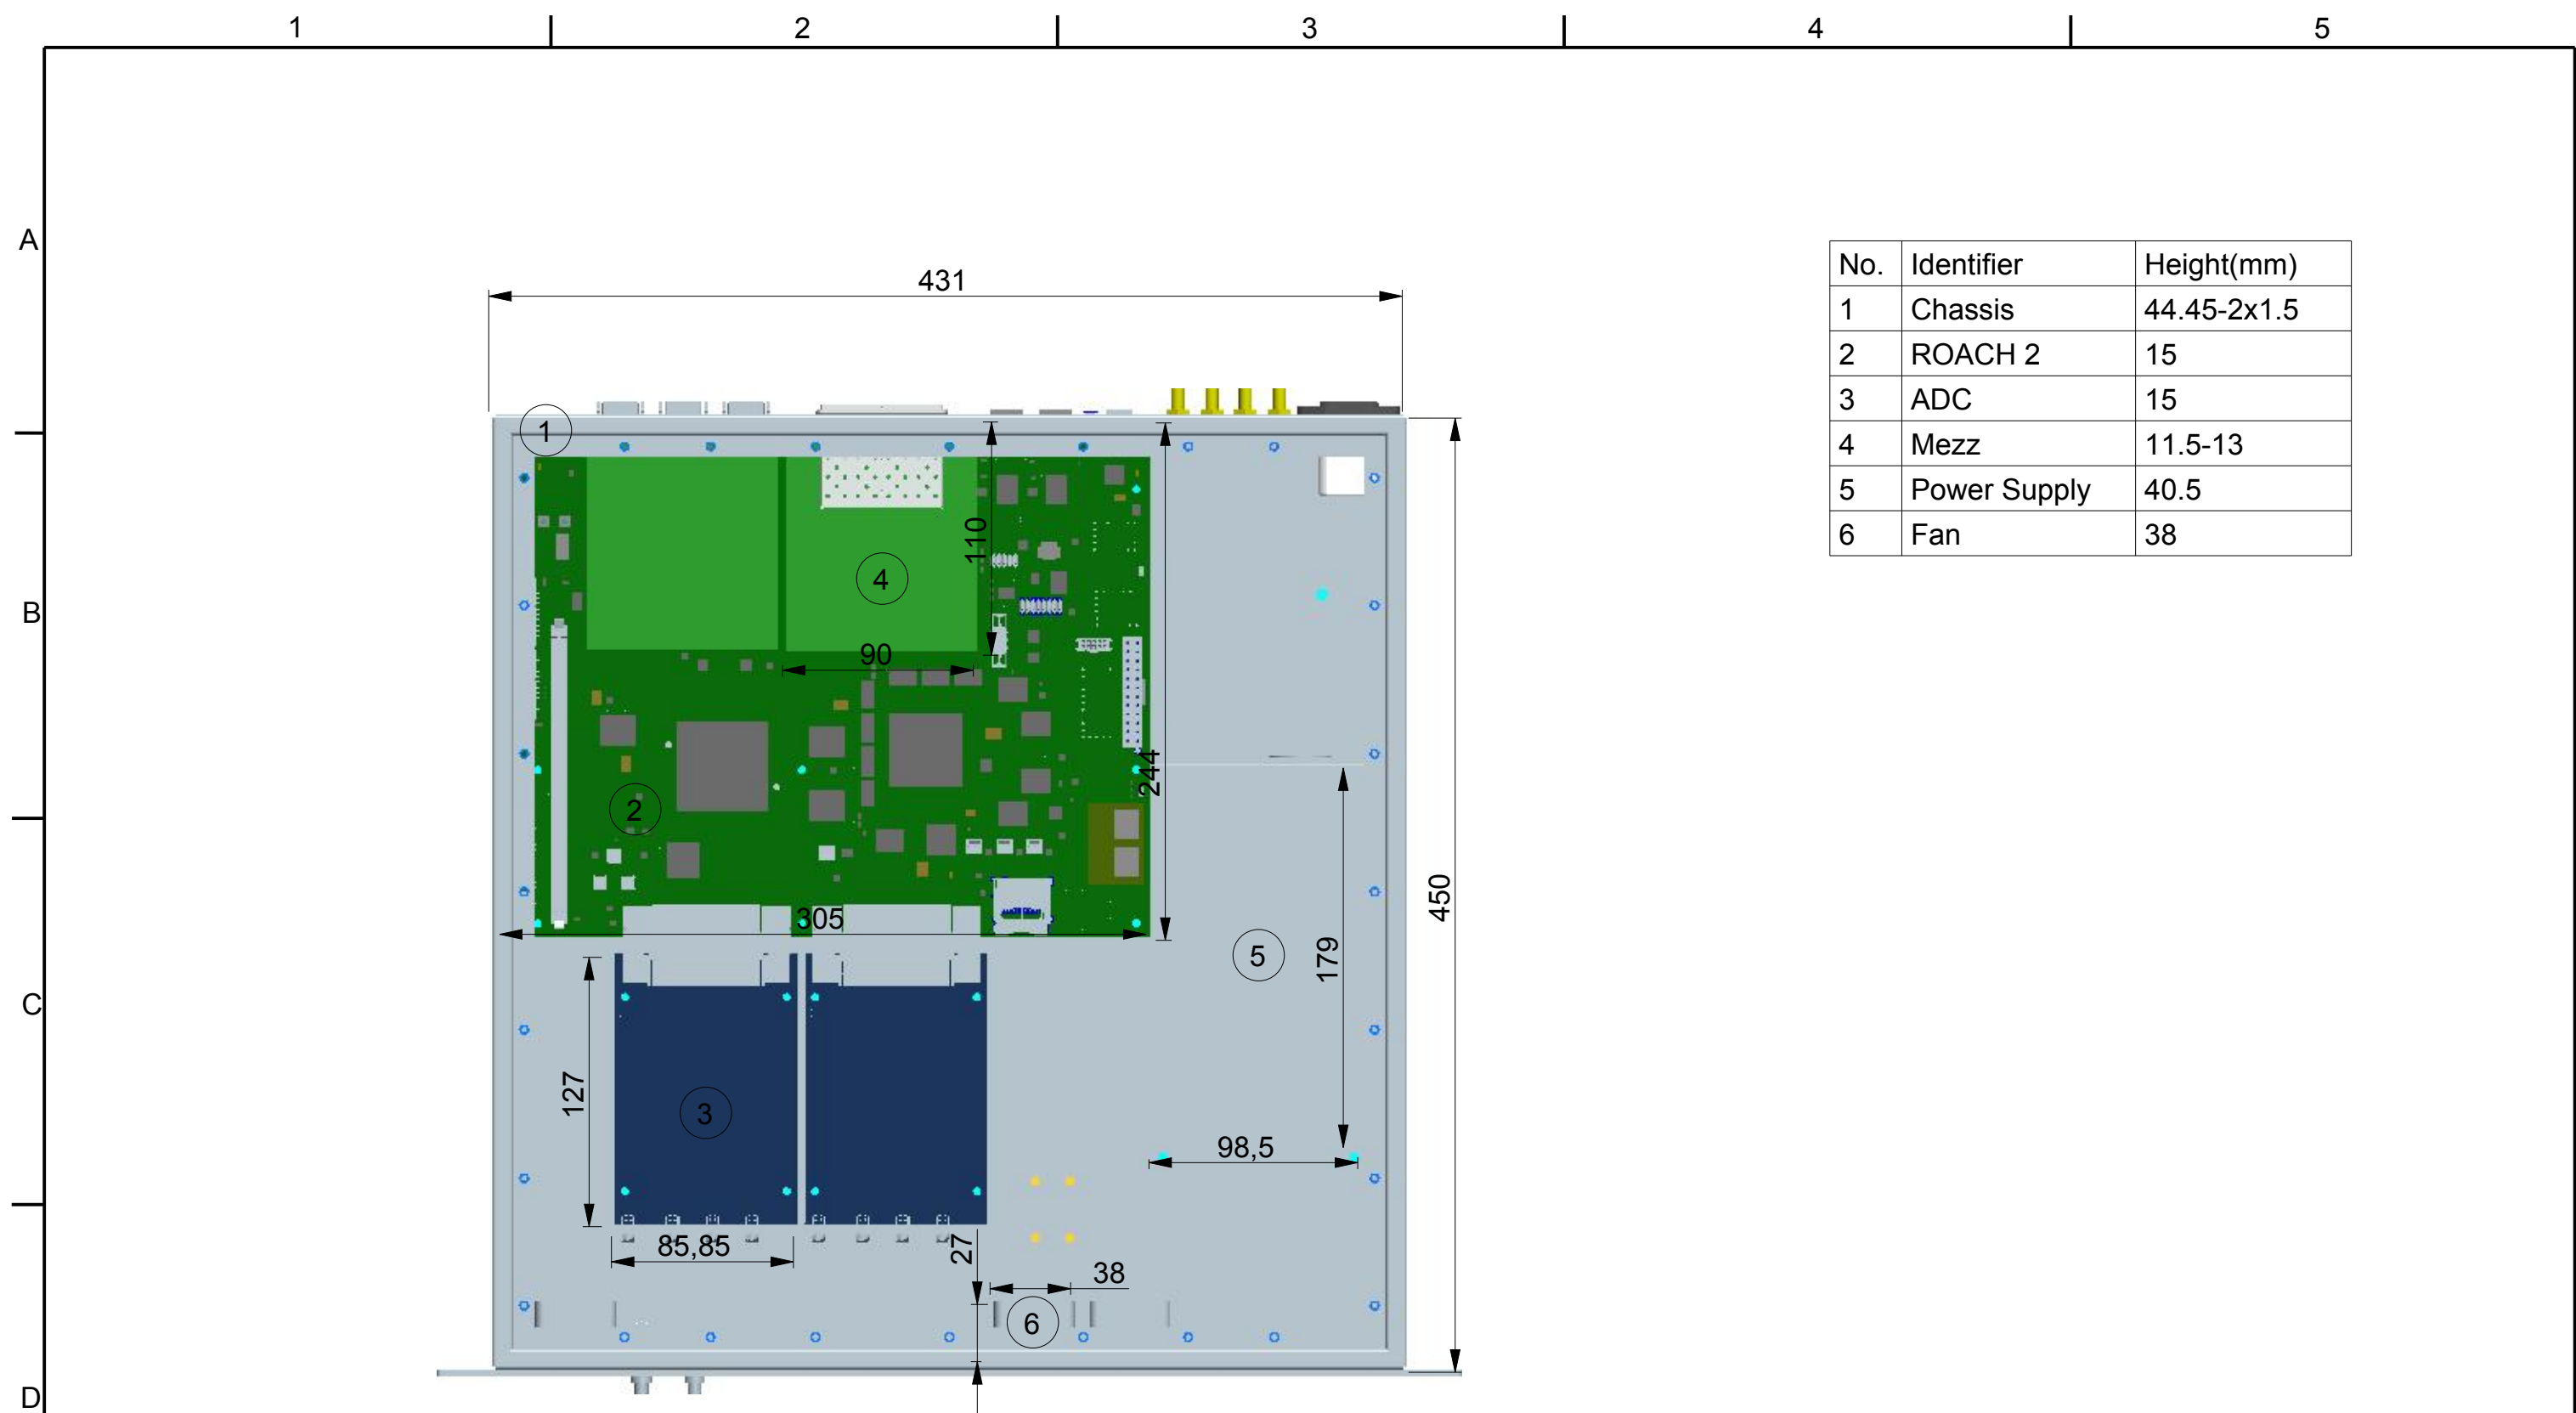 1 2 3 4 5
A
No. Identifier Height(mm)
1 Chassis 44.45-2x1.5
2 ROACH 2 15
3 ADC 15
4 Mezz 11.5-13
5 Power Supply 40.5
6 Fan 38
431
1
110
4
B
90
244
2
450
305
5
179
C
127
3
98,5
85,85
27
38
6
D